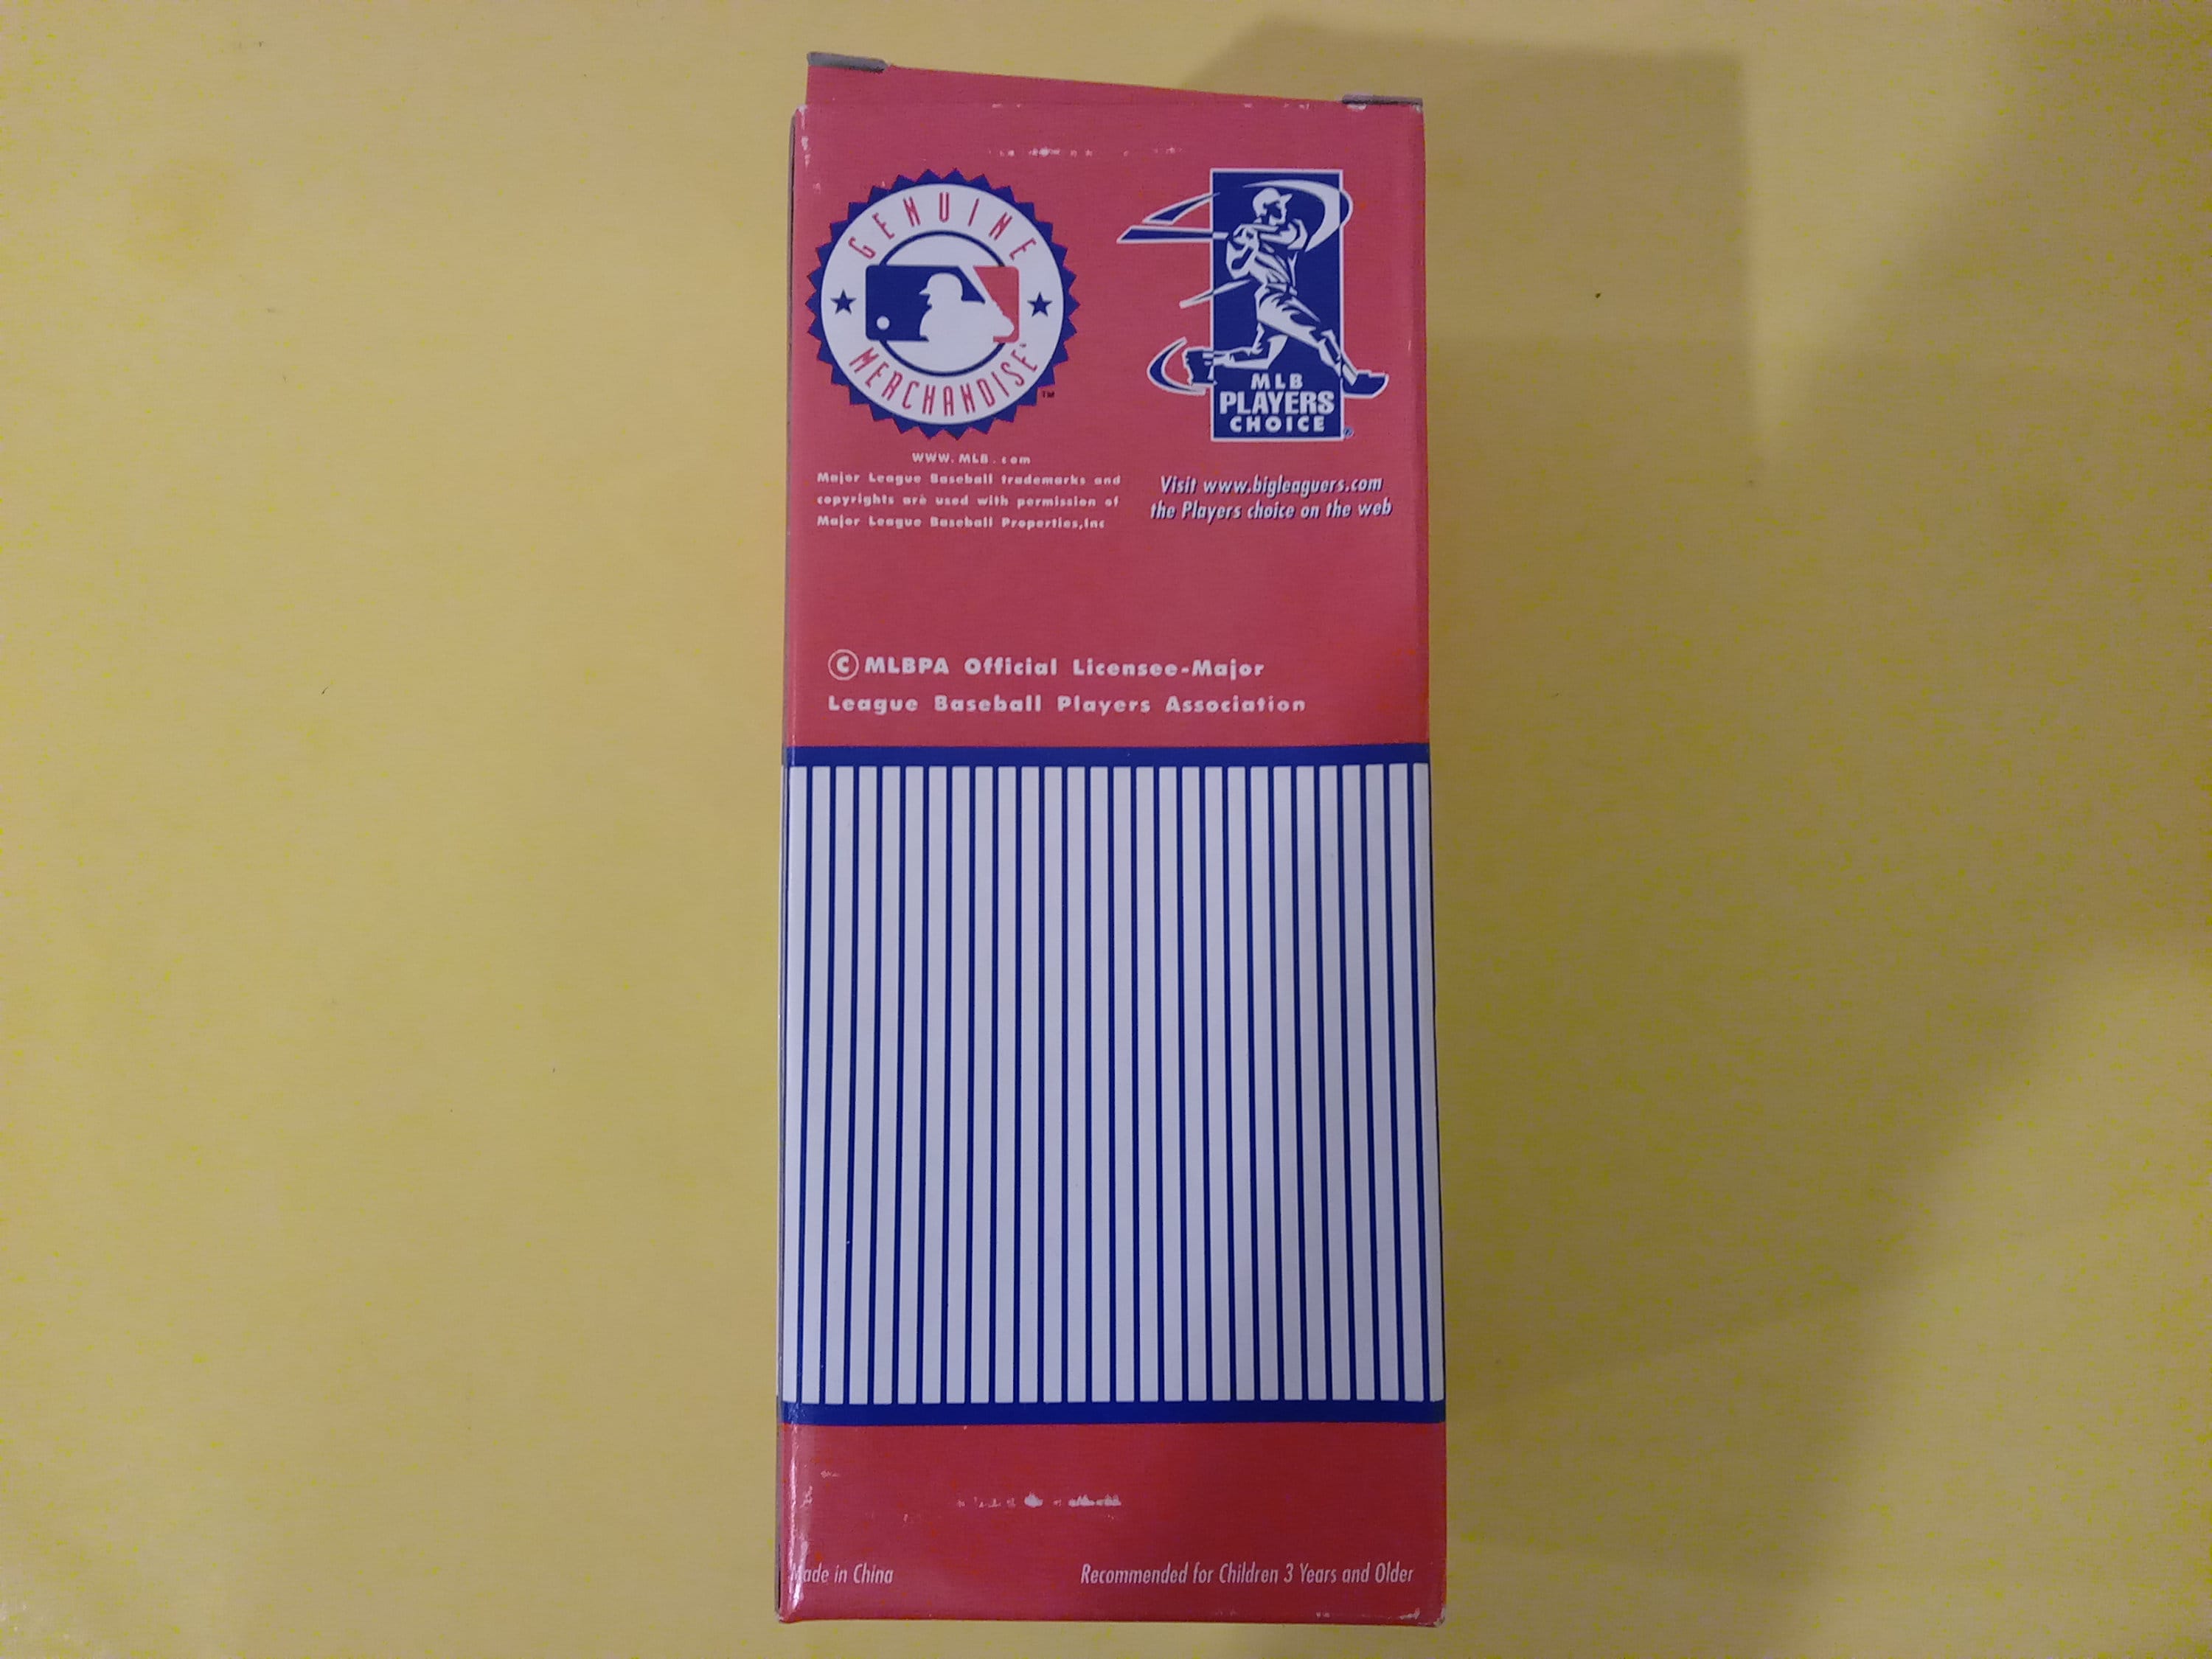 GENUINE
MERCHANDISE
TM
MLB
PLAYERS
CHOICE
®
www.MLB.com
Major League Baseball trademarks and
copyrights are used with permission of
Major League Baseball Properties,Inc
Visit www.bigleaguers.com
the Players choice on the web
© MLBPA Official Licensee-Major
League Baseball Players Association
Made in China
Recommended for Children 3 Years and Older